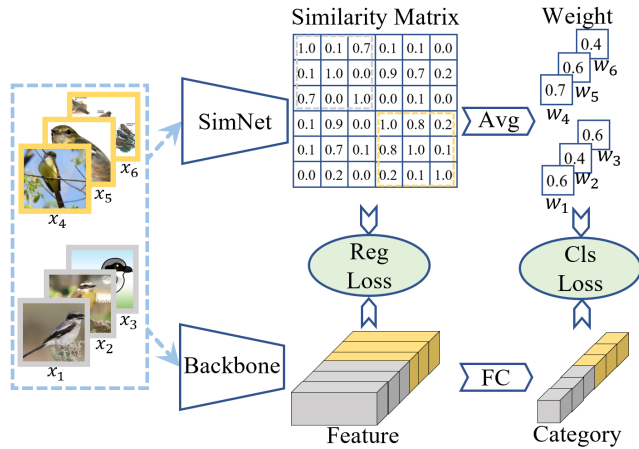 Similarity Matrix
Weight
1.0 0.1 0.7 0.1 0.1 0.0
0.1 1.0 0.0 0.9 0.7 0.2
0.7 0.0 1.0 0.0 0.1 0.0
0.1 0.9 0.0 1.0 0.8 0.2
0.1 0.7 0.1 0.8 1.0 0.1
0.0 0.2 0.0 0.2 0.1 1.0
SimNet
Avg
0.4
w₆
0.6
w₅
0.7
w₄
0.6
w₃
0.4
w₂
0.6
w₁
x₆
x₅
x₄
Reg
Loss
Cls
Loss
x₃
x₂
x₁
Backbone
FC
Feature
Category